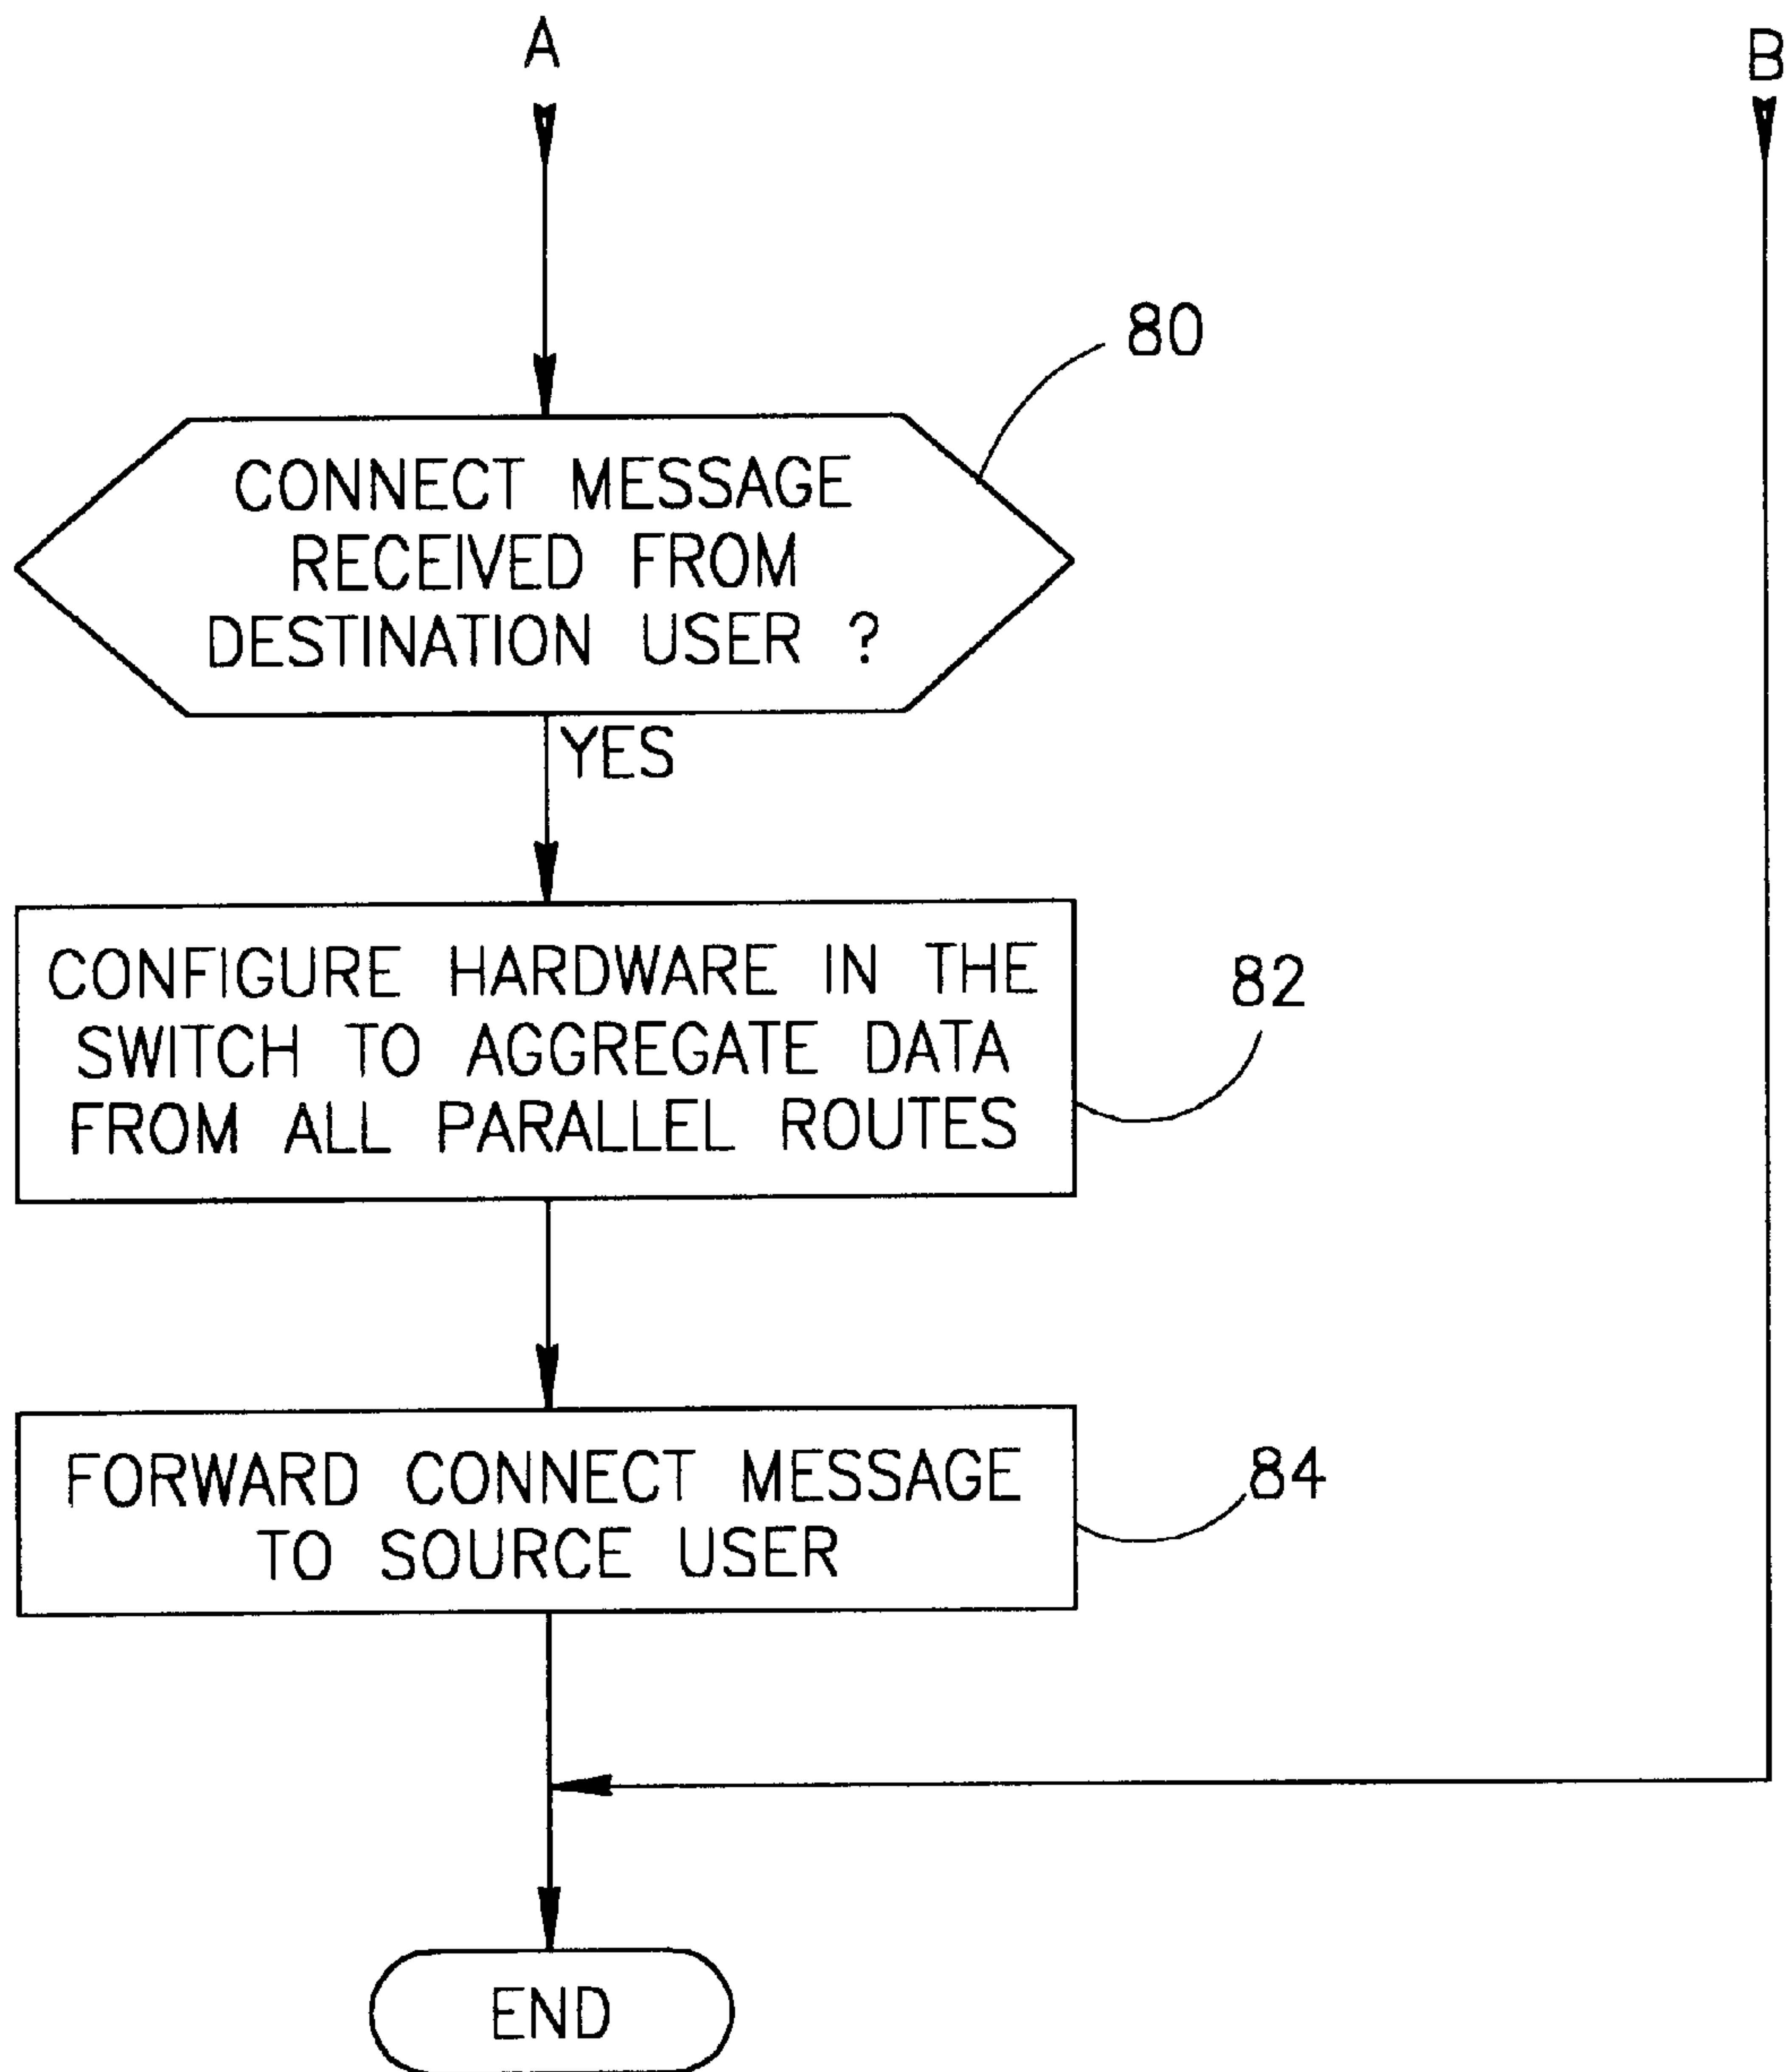 A
B
80
CONNECT MESSAGE
RECEIVED FROM
DESTINATION USER ?
YES
CONFIGURE HARDWARE IN THE
SWITCH TO AGGREGATE DATA
FROM ALL PARALLEL ROUTES
82
FORWARD CONNECT MESSAGE
TO SOURCE USER
84
END